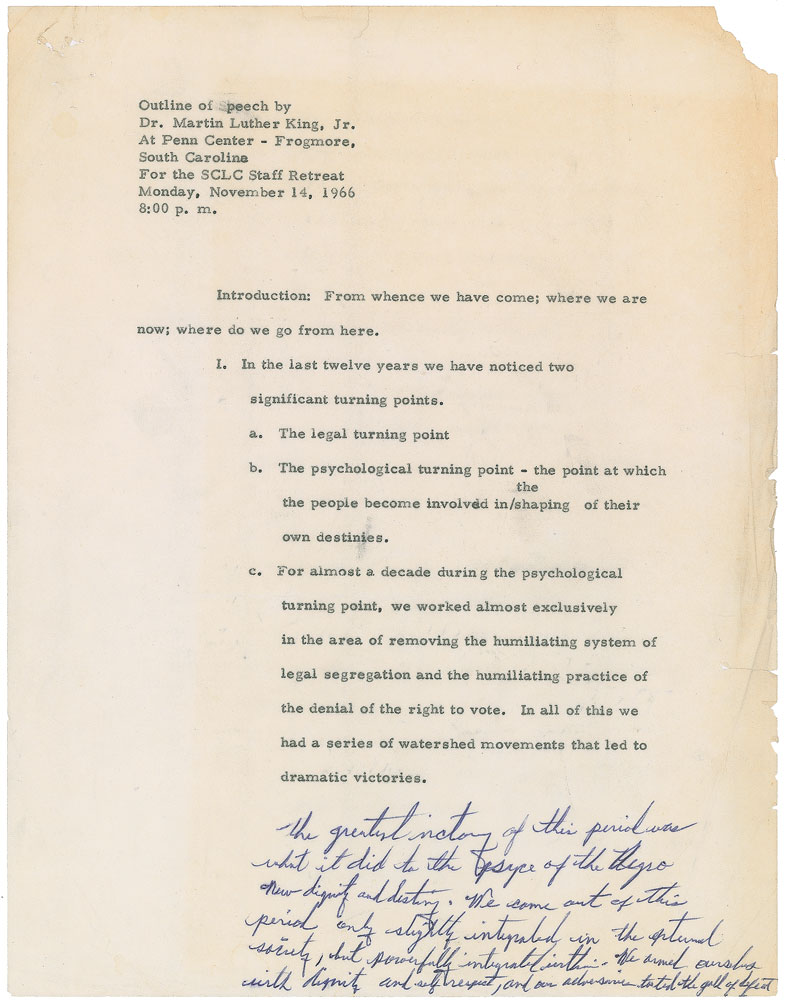 Outline of Speech by
Dr. Martin Luther King, Jr.
At Penn Center - Frogmore,
South Carolina
For the SCLC Staff Retreat
Monday, November 14, 1966
8:00 p. m.
Introduction: From whence we have come; where we are
now; where do we go from here.
I. In the last twelve years we have noticed two
significant turning points.
a. The legal turning point
b. The psychological turning point - the point at which
the
the people become involved in/shaping of their
own destinies.
c. For almost a decade during the psychological
turning point, we worked almost exclusively
in the area of removing the humiliating system of
legal segregation and the humiliating practice of
the denial of the right to vote. In all of this we
had a series of watershed movements that led to
dramatic victories.
The greatest victory of this period was
what it did to the psyce of the Negro
New dignity and destiny. We come out of this
period only slightly integrated in the external
society, but powerfully integrated within. We armed ourselves
with dignity and self respect, and our adversaries tasted the gall of defeat